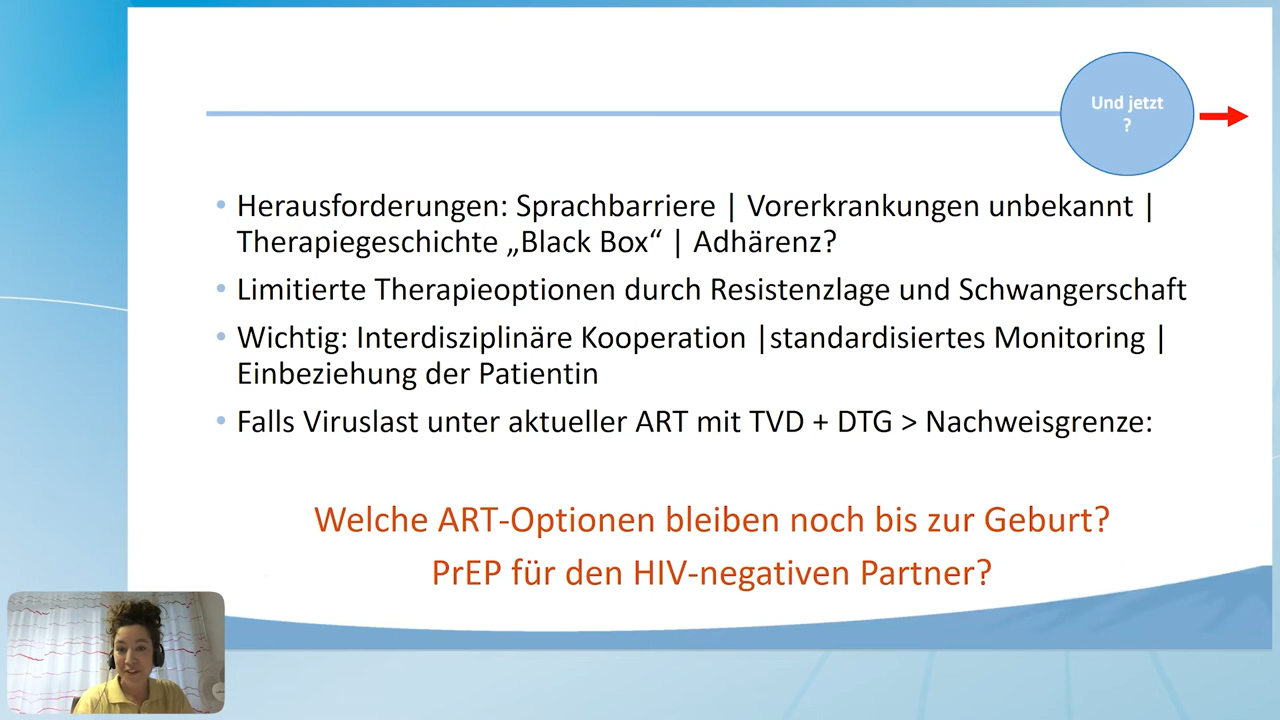 Und jetzt
?
• Herausforderungen: Sprachbarriere | Vorerkrankungen unbekannt |
Therapiegeschichte „Black Box“ | Adhärenz?
• Limitierte Therapieoptionen durch Resistenzlage und Schwangerschaft
• Wichtig: Interdisziplinäre Kooperation |standardisiertes Monitoring |
Einbeziehung der Patientin
• Falls Viruslast unter aktueller ART mit TVD + DTG > Nachweisgrenze:
Welche ART-Optionen bleiben noch bis zur Geburt?
PrEP für den HIV-negativen Partner?